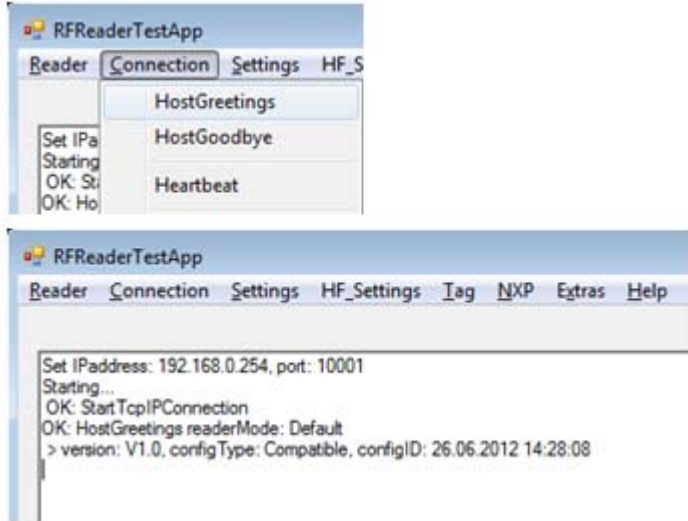 RFReaderTestApp
Reader Connection Settings HF_S
HostGreetings
HostGoodbye
Heartbeat
Set IPa
Starting
OK: Sta
OK: Ho
RFReaderTestApp
Reader Connection Settings HF_Settings Tag NXP Extras Help
Set IPaddress: 192.168.0.254, port: 10001
Starting...
OK: StartTcpIPConnection
OK: HostGreetings readerMode: Default
> version: V1.0, configType: Compatible, configID: 26.06.2012 14:28:08